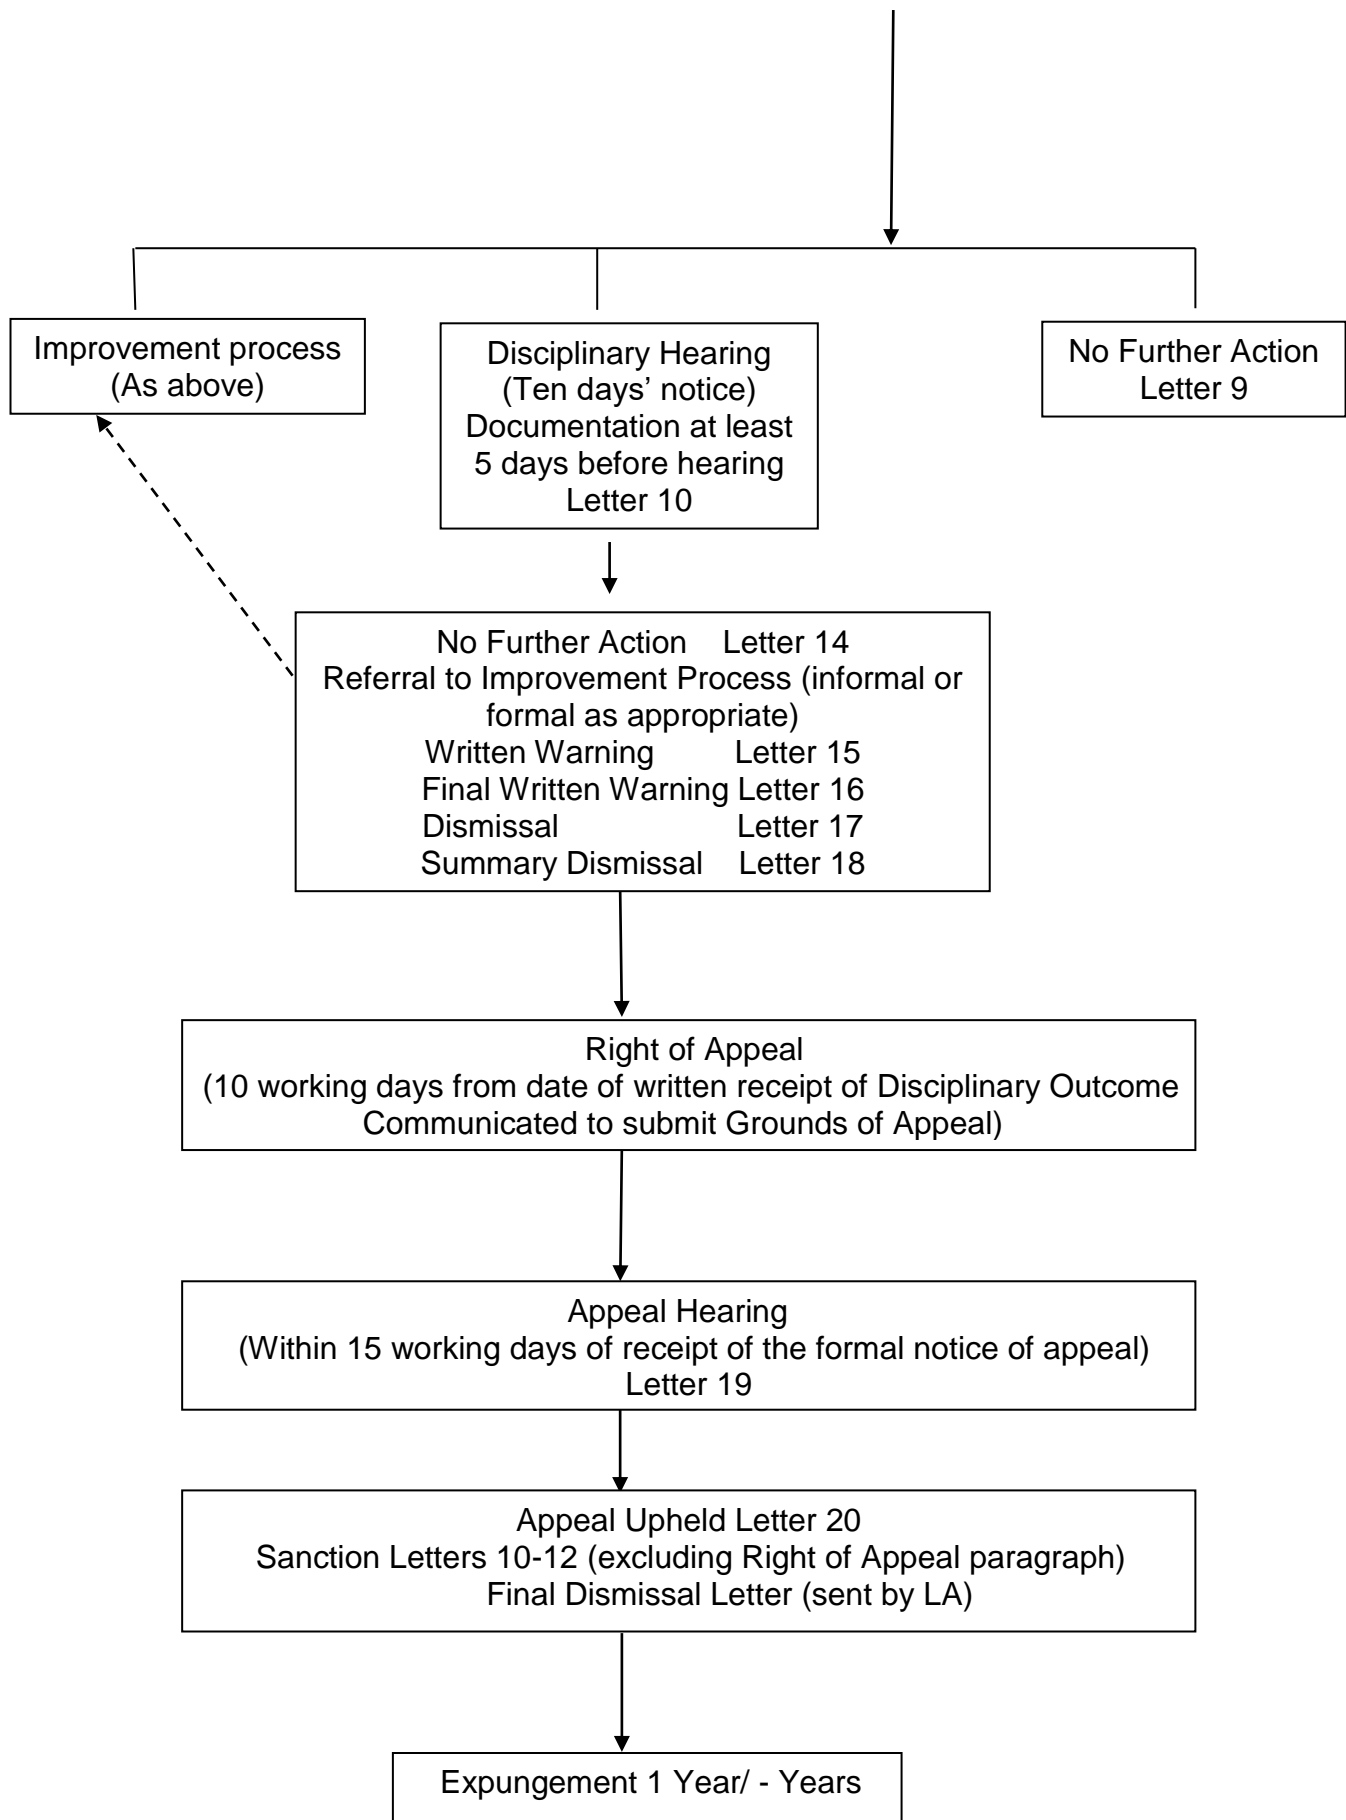 Improvement process
(As above)
Disciplinary Hearing
(Ten days’ notice)
Documentation at least
5 days before hearing
Letter 10
No Further Action
Letter 9
No Further Action Letter 14
Referral to Improvement Process (informal or
formal as appropriate)
Written Warning Letter 15
Final Written Warning Letter 16
Dismissal Letter 17
Summary Dismissal Letter 18
Right of Appeal
(10 working days from date of written receipt of Disciplinary Outcome
Communicated to submit Grounds of Appeal)
Appeal Hearing
(Within 15 working days of receipt of the formal notice of appeal)
Letter 19
Appeal Upheld Letter 20
Sanction Letters 10-12 (excluding Right of Appeal paragraph)
Final Dismissal Letter (sent by LA)
Expungement 1 Year/ - Years